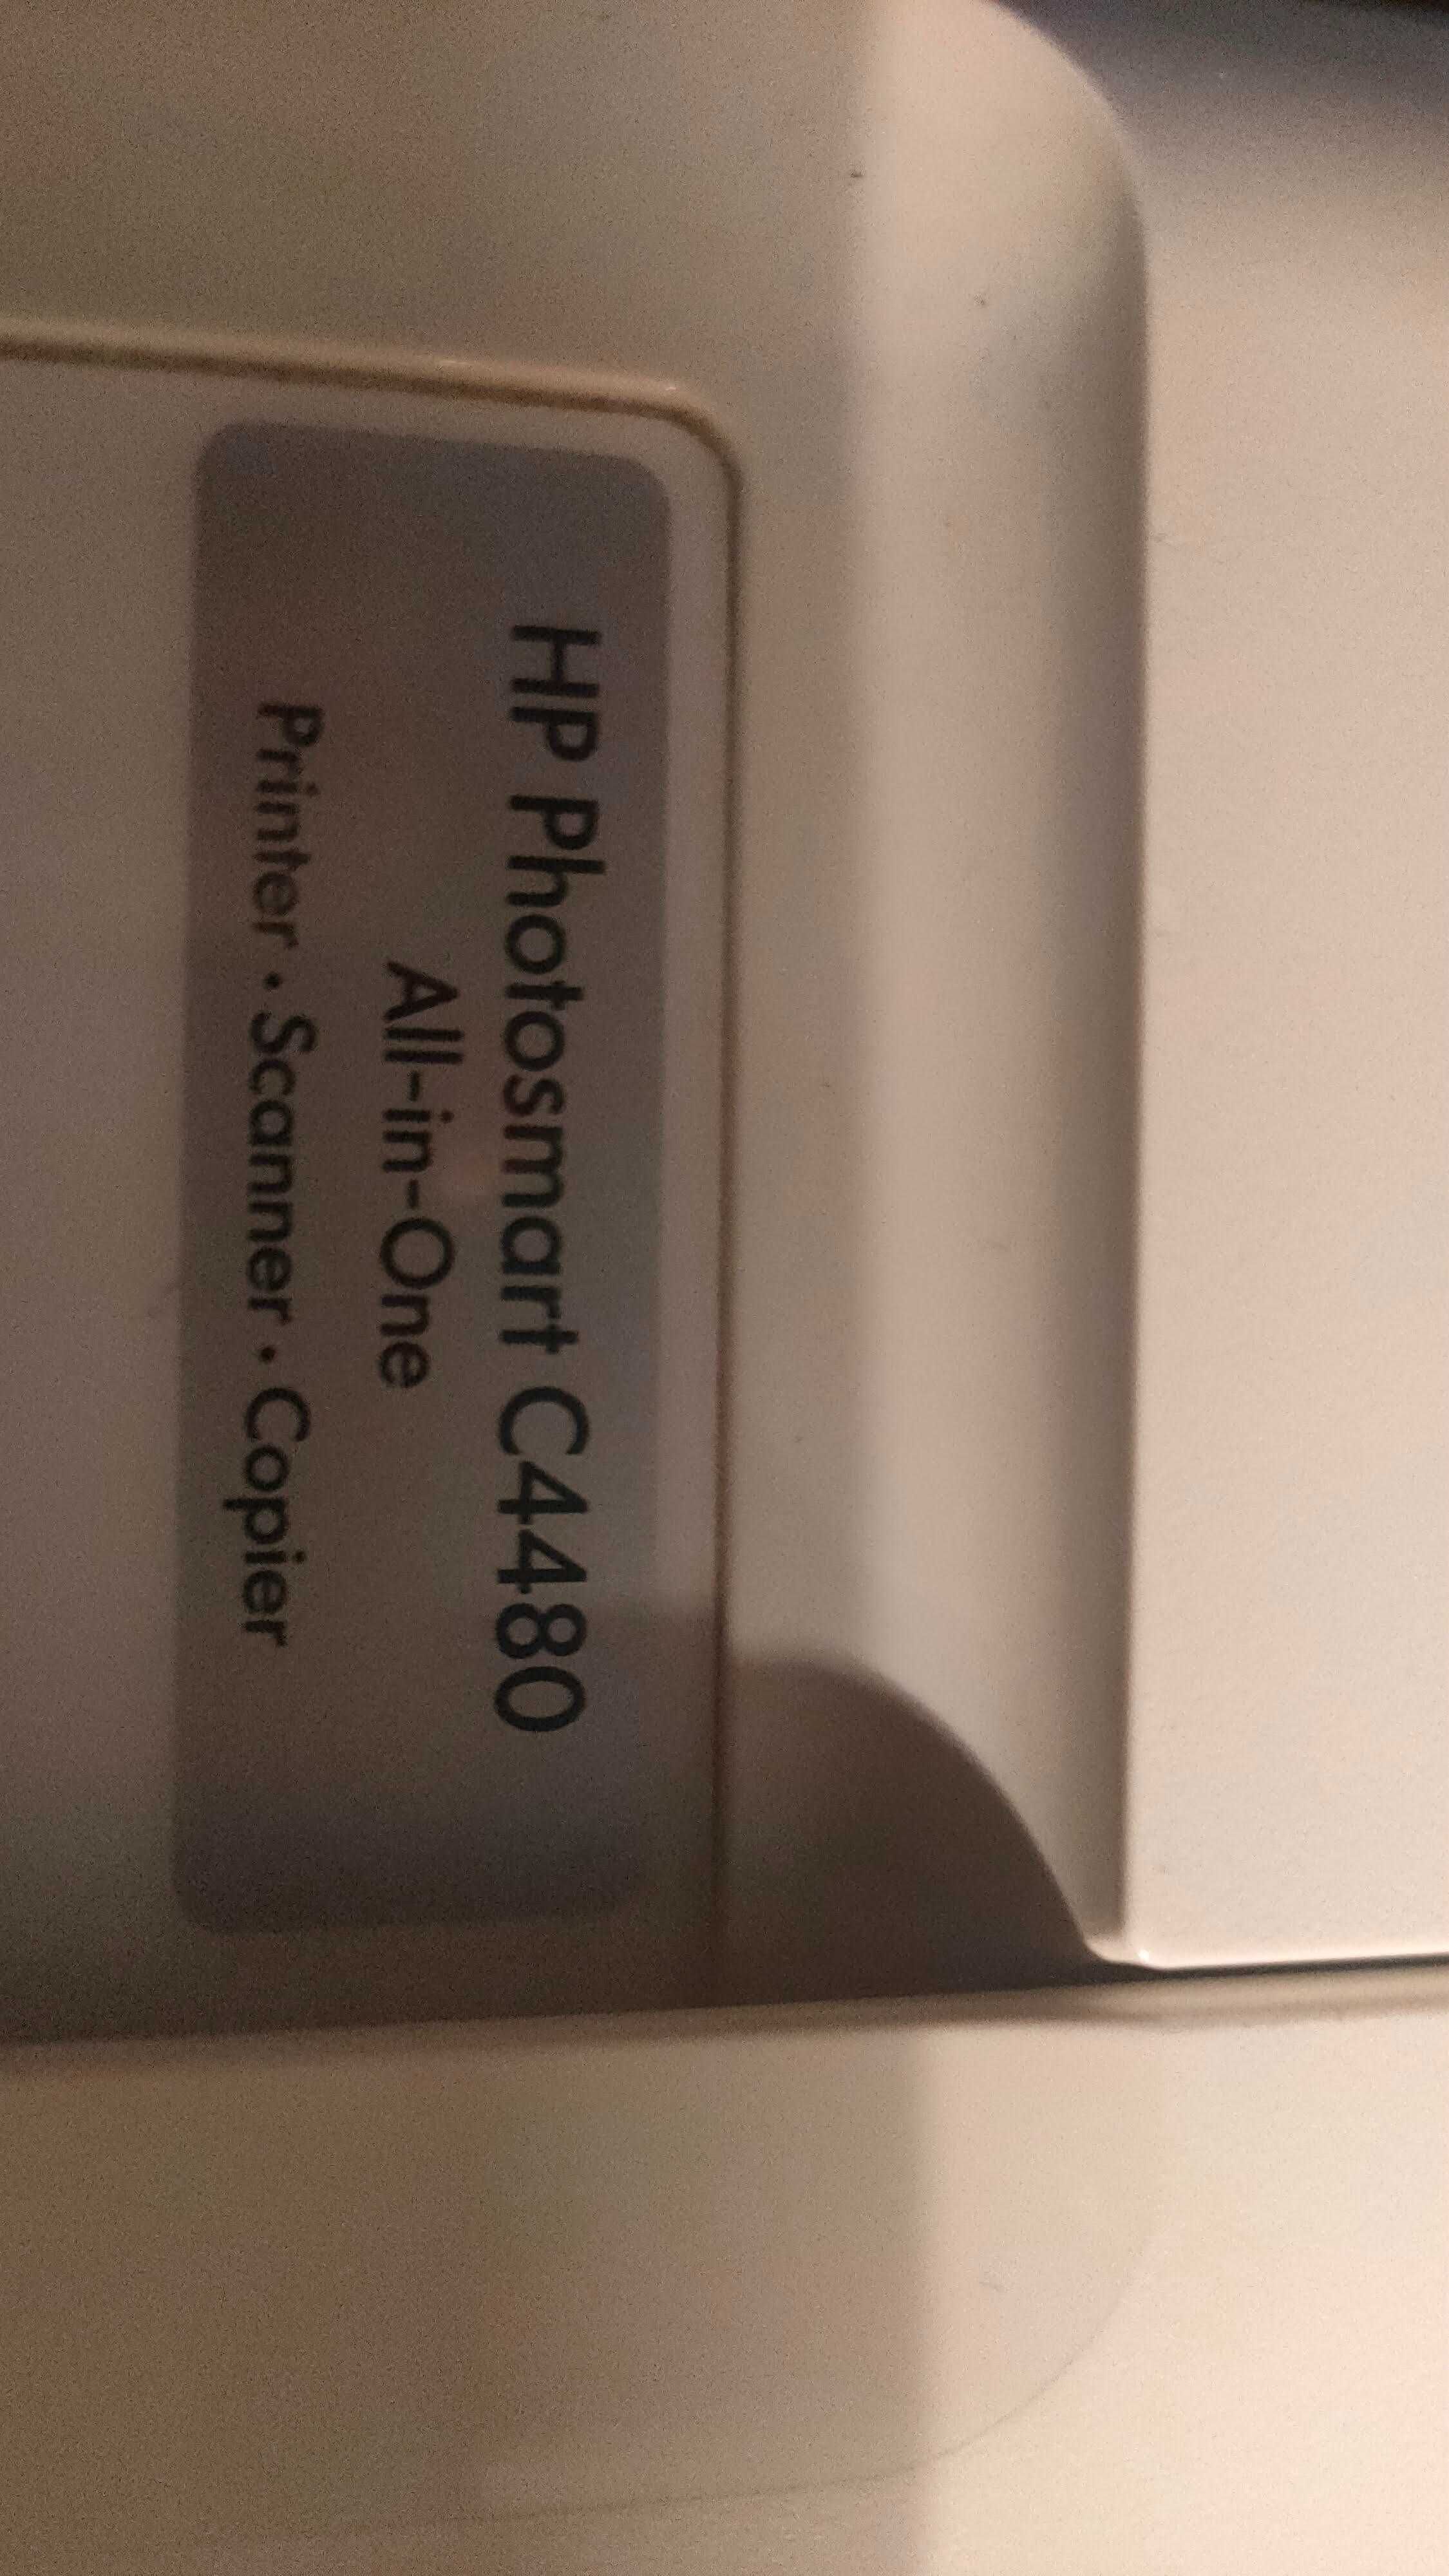 HP Photosmart C4480
All-in-One
Printer • Scanner • Copier